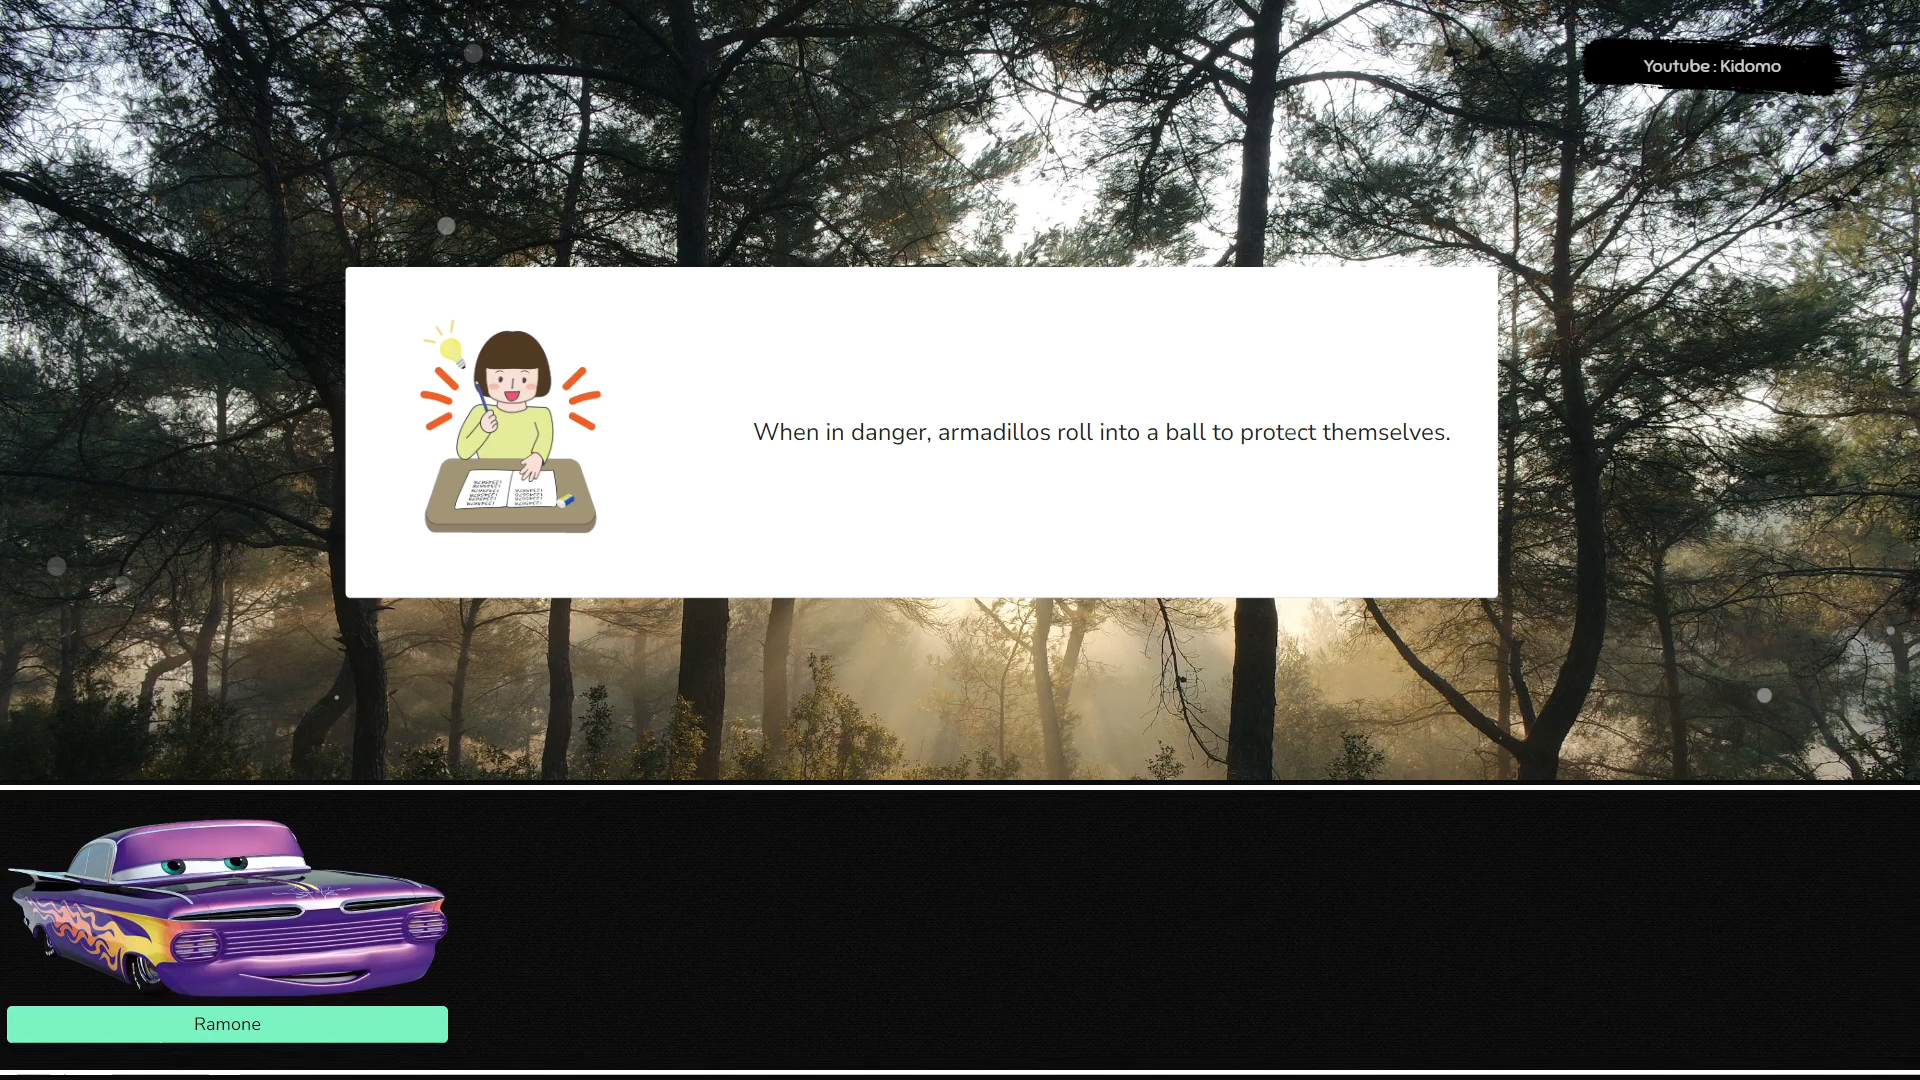 Youtube : Kidomo
When in danger, armadillos roll into a ball to protect themselves.
Ramone